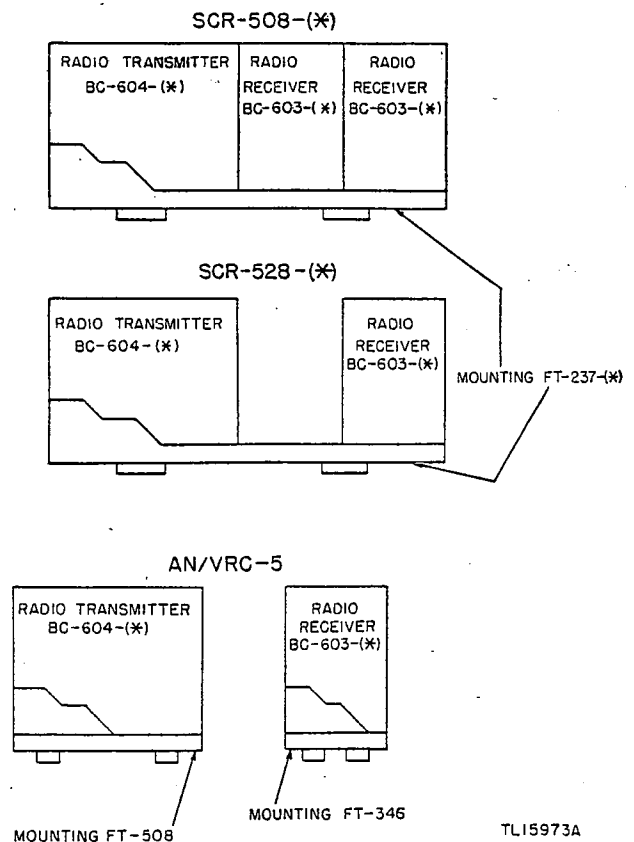 SCR-508-(*)
RADIO TRANSMITTER
BC-604-(*)
RADIO
RECEIVER
BC-603-(*)
RADIO
RECEIVER
BC-603-(*)
SCR-528-(*)
RADIO TRANSMITTER
BC-604-(*)
RADIO
RECEIVER
BC-603-(*)
MOUNTING FT-237-(*)
AN/VRC-5
RADIO TRANSMITTER
BC-604-(*)
RADIO
RECEIVER
BC-603-(*)
MOUNTING FT-508
MOUNTING FT-346
TL15973A